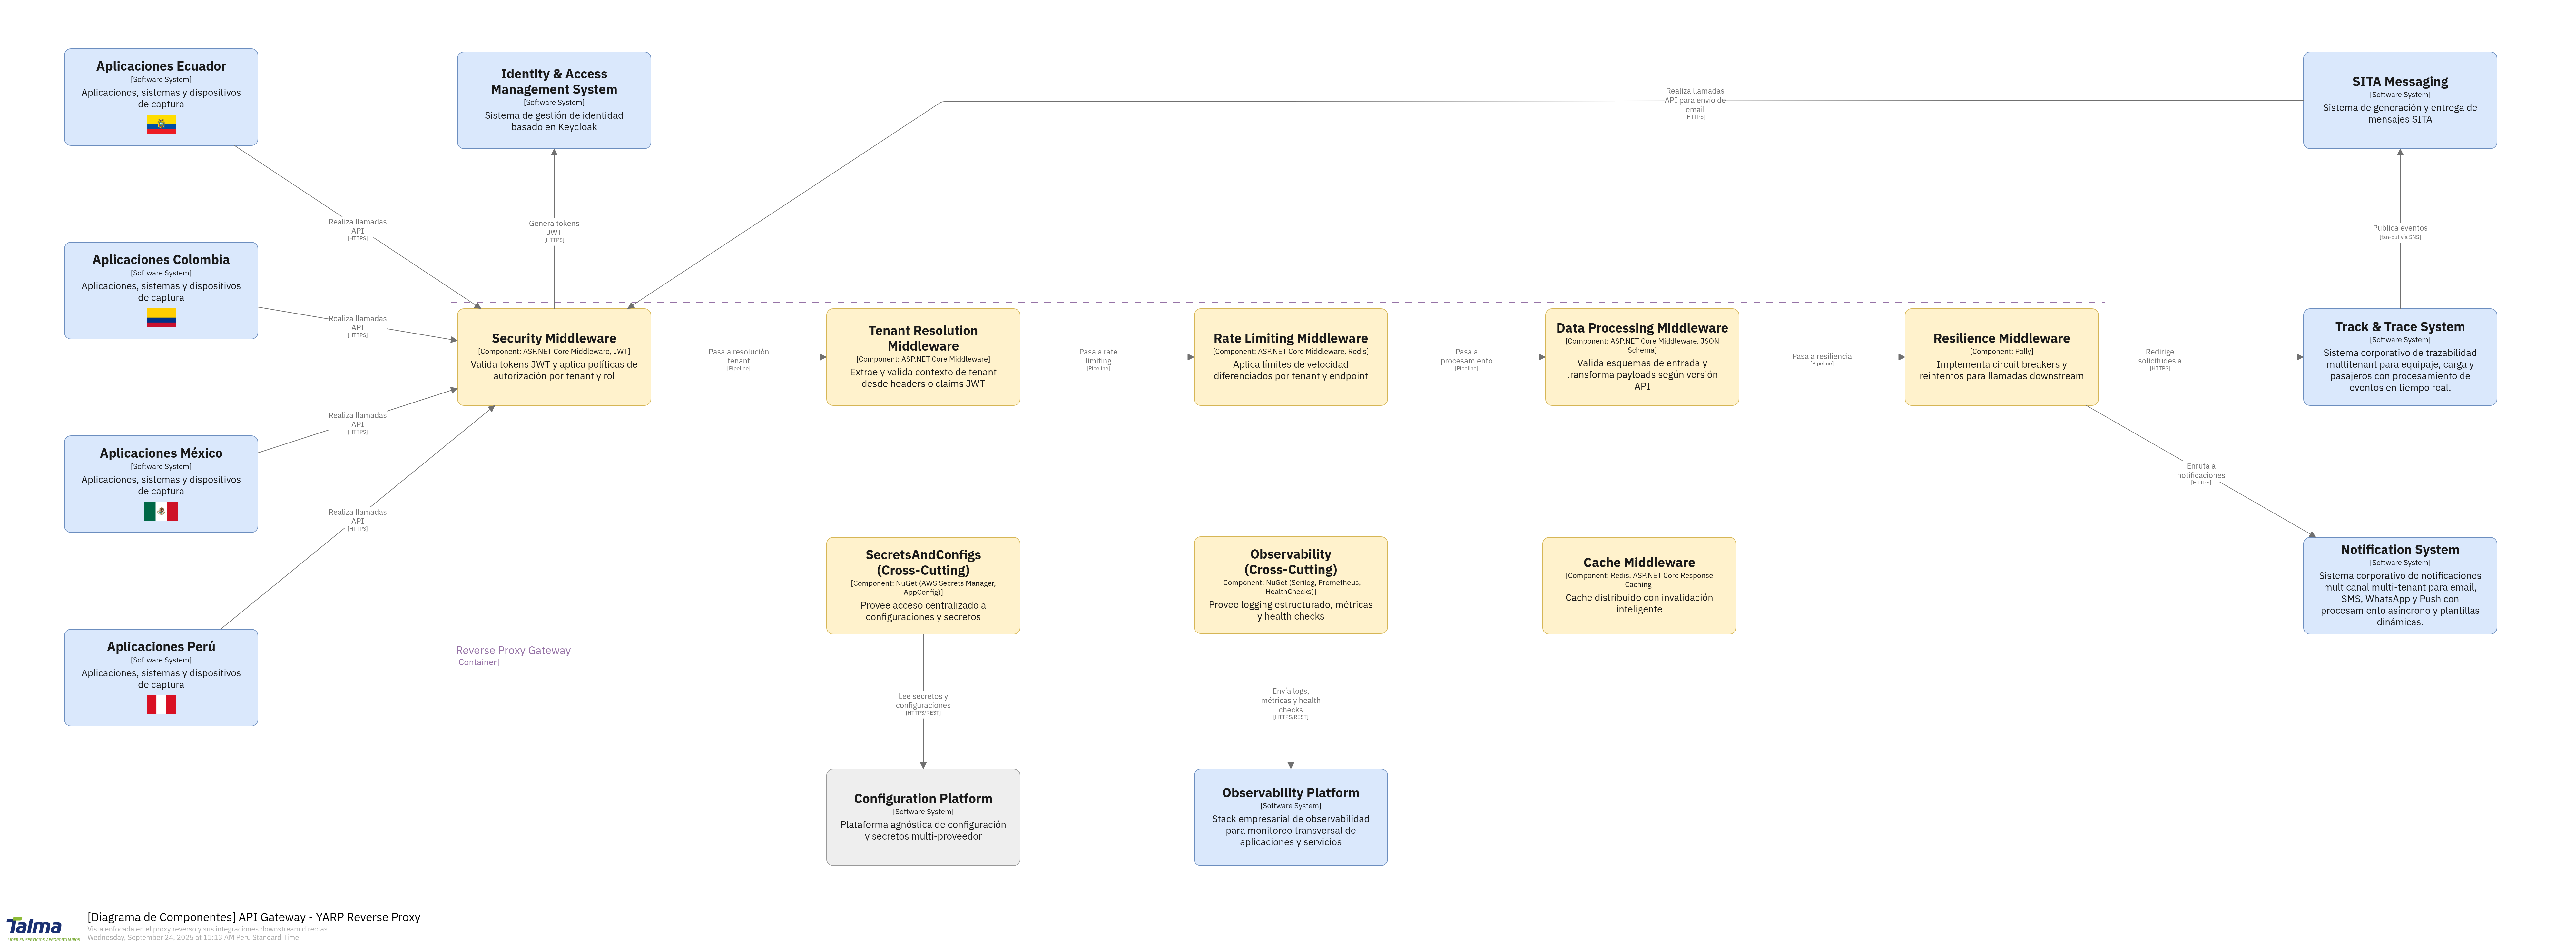 Aplicaciones Ecuador
[Software System]
Aplicaciones, sistemas y dispositivos
de captura
Identity & Access
Management System
[Software System]
Sistema de gestión de identidad
basado en Keycloak
Realiza llamadas
API para envío de
email
[HTTPS]
SITA Messaging
[Software System]
Sistema de generación y entrega de
mensajes SITA
Realiza llamadas
API
[HTTPS]
Genera tokens
JWT
[HTTPS]
Publica eventos
[fan-out via SNS]
Aplicaciones Colombia
[Software System]
Aplicaciones, sistemas y dispositivos
de captura
Realiza llamadas
API
[HTTPS]
Security Middleware
[Component: ASP.NET Core Middleware, JWT]
Valida tokens JWT y aplica políticas de
autorización por tenant y rol
Pasa a resolución
tenant
[Pipeline]
Tenant Resolution
Middleware
[Component: ASP.NET Core Middleware]
Extrae y valida contexto de tenant
desde headers o claims JWT
Pasa a rate
limiting
[Pipeline]
Rate Limiting Middleware
[Component: ASP.NET Core Middleware, Redis]
Aplica límites de velocidad
diferenciados por tenant y endpoint
Pasa a
procesamiento
[Pipeline]
Data Processing Middleware
[Component: ASP.NET Core Middleware, JSON
Schema]
Valida esquemas de entrada y
transforma payloads según versión
API
Pasa a resiliencia
[Pipeline]
Resilience Middleware
[Component: Polly]
Implementa circuit breakers y
reintentos para llamadas downstream
Redirige
solicitudes a
[HTTPS]
Track & Trace System
[Software System]
Sistema corporativo de trazabilidad
multitenant para equipaje, carga y
pasajeros con procesamiento de
eventos en tiempo real.
Realiza llamadas
API
[HTTPS]
Aplicaciones México
[Software System]
Aplicaciones, sistemas y dispositivos
de captura
Realiza llamadas
API
[HTTPS]
Enruta a
notificaciones
[HTTPS]
SecretsAndConfigs
(Cross-Cutting)
[Component: NuGet (AWS Secrets Manager,
AppConfig)]
Provee acceso centralizado a
configuraciones y secretos
Observability
(Cross-Cutting)
[Component: NuGet (Serilog, Prometheus,
HealthChecks)]
Provee logging estructurado, métricas
y health checks
Cache Middleware
[Component: Redis, ASP.NET Core Response
Caching]
Cache distribuido con invalidación
inteligente
Notification System
[Software System]
Sistema corporativo de notificaciones
multicanal multi-tenant para email,
SMS, WhatsApp y Push con
procesamiento asíncrono y plantillas
dinámicas.
Aplicaciones Perú
[Software System]
Aplicaciones, sistemas y dispositivos
de captura
Reverse Proxy Gateway
[Container]
Lee secretos y
configuraciones
[HTTPS/REST]
Envía logs,
métricas y health
checks
[HTTPS/REST]
Configuration Platform
[Software System]
Plataforma agnóstica de configuración
y secretos multi-proveedor
Observability Platform
[Software System]
Stack empresarial de observabilidad
para monitoreo transversal de
aplicaciones y servicios
Talma
LÍDER EN SERVICIOS AEROPORTUARIOS
[Diagrama de Componentes] API Gateway - YARP Reverse Proxy
Vista enfocada en el proxy reverso y sus integraciones downstream directas
Wednesday, September 24, 2025 at 11:13 AM Peru Standard Time